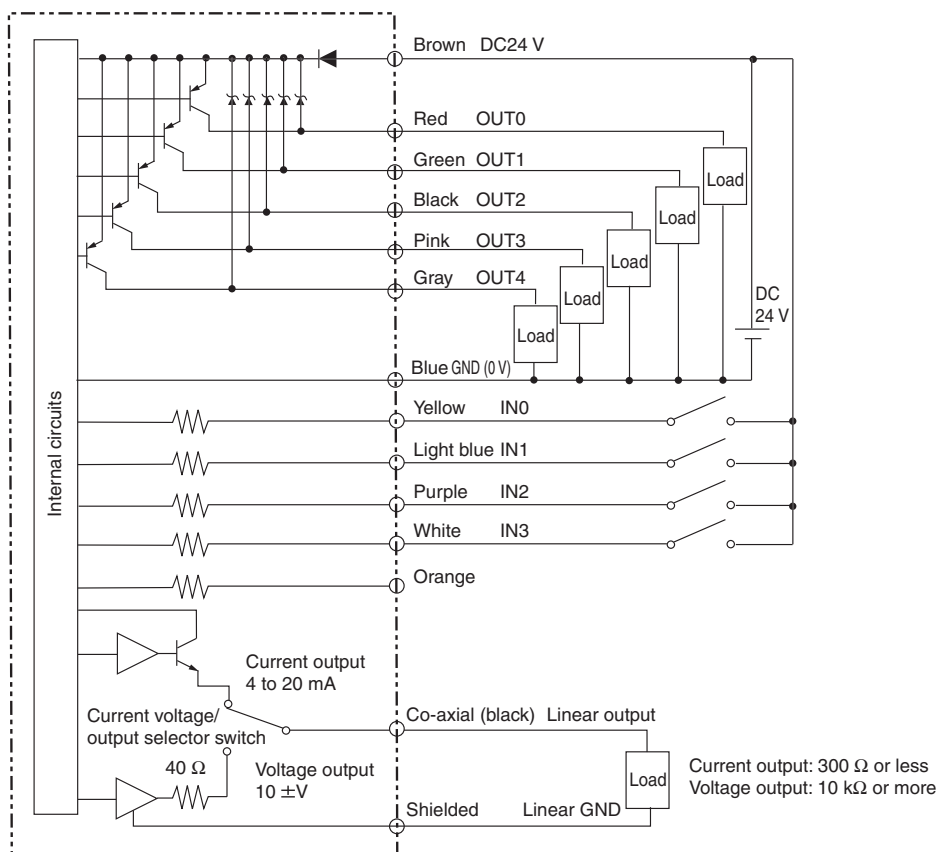 Brown DC24 V
Red OUT0
Load
Green OUT1
Load
Black OUT2
Load
Pink OUT3
Load
Gray OUT4
Load
DC
24 V
Blue GND (0 V)
Internal circuits
Yellow IN0
Light blue IN1
Purple IN2
White IN3
Orange
Current output
4 to 20 mA
Current voltage/
output selector switch
Co-axial (black) Linear output
40 Ω
Voltage output
10 ±V
Load
Current output: 300 Ω or less
Voltage output: 10 kΩ or more
Shielded Linear GND